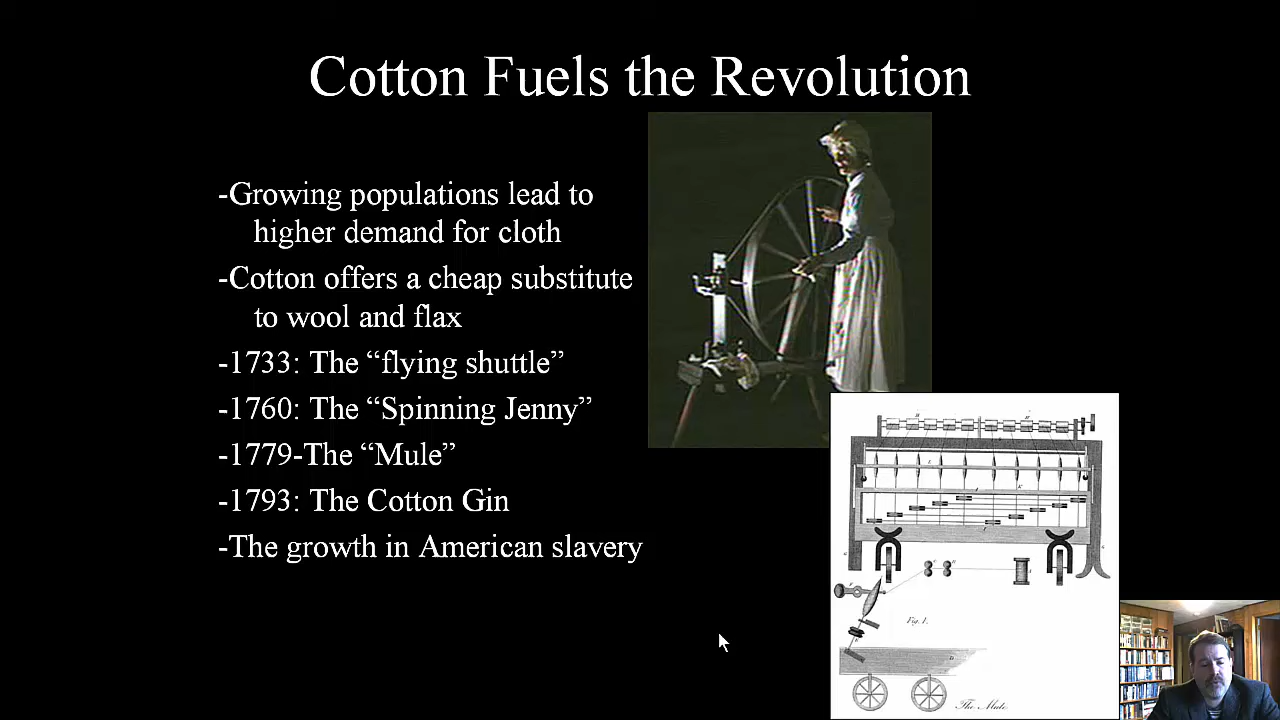 Cotton Fuels the Revolution
-Growing populations lead to
higher demand for cloth
-Cotton offers a cheap substitute
to wool and flax
-1733: The “flying shuttle”
-1760: The “Spinning Jenny”
-1779-The “Mule”
-1793: The Cotton Gin
-The growth in American slavery
Fig. 1.
The Mule